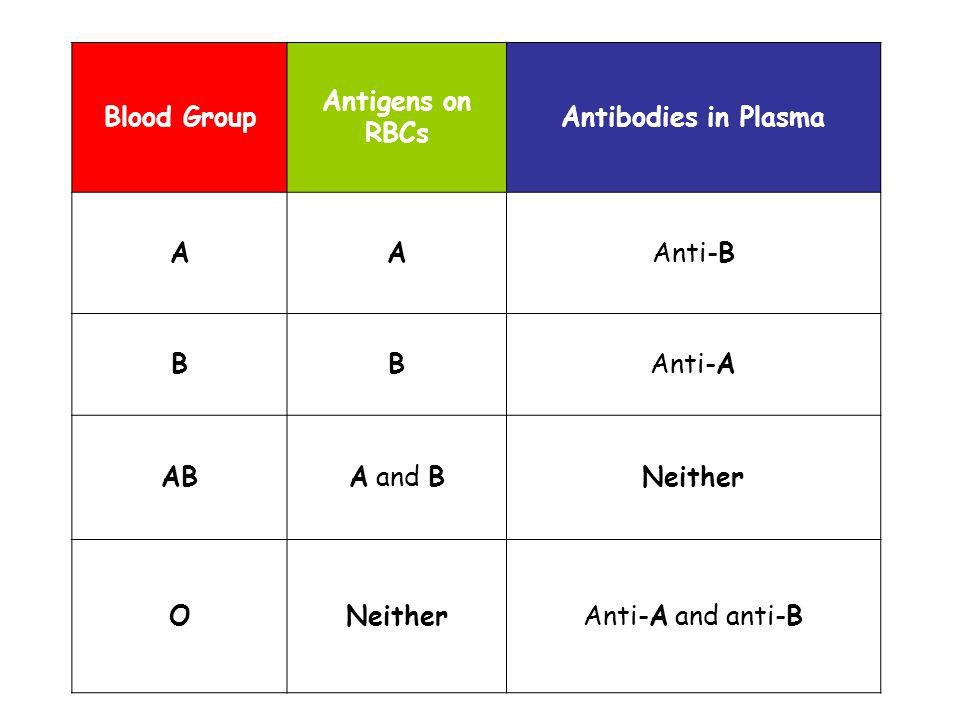 Blood Group
Antigens on
RBCs
Antibodies in Plasma
A
A
Anti-B
B
B
Anti-A
AB
A and B
Neither
O
Neither
Anti-A and anti-B